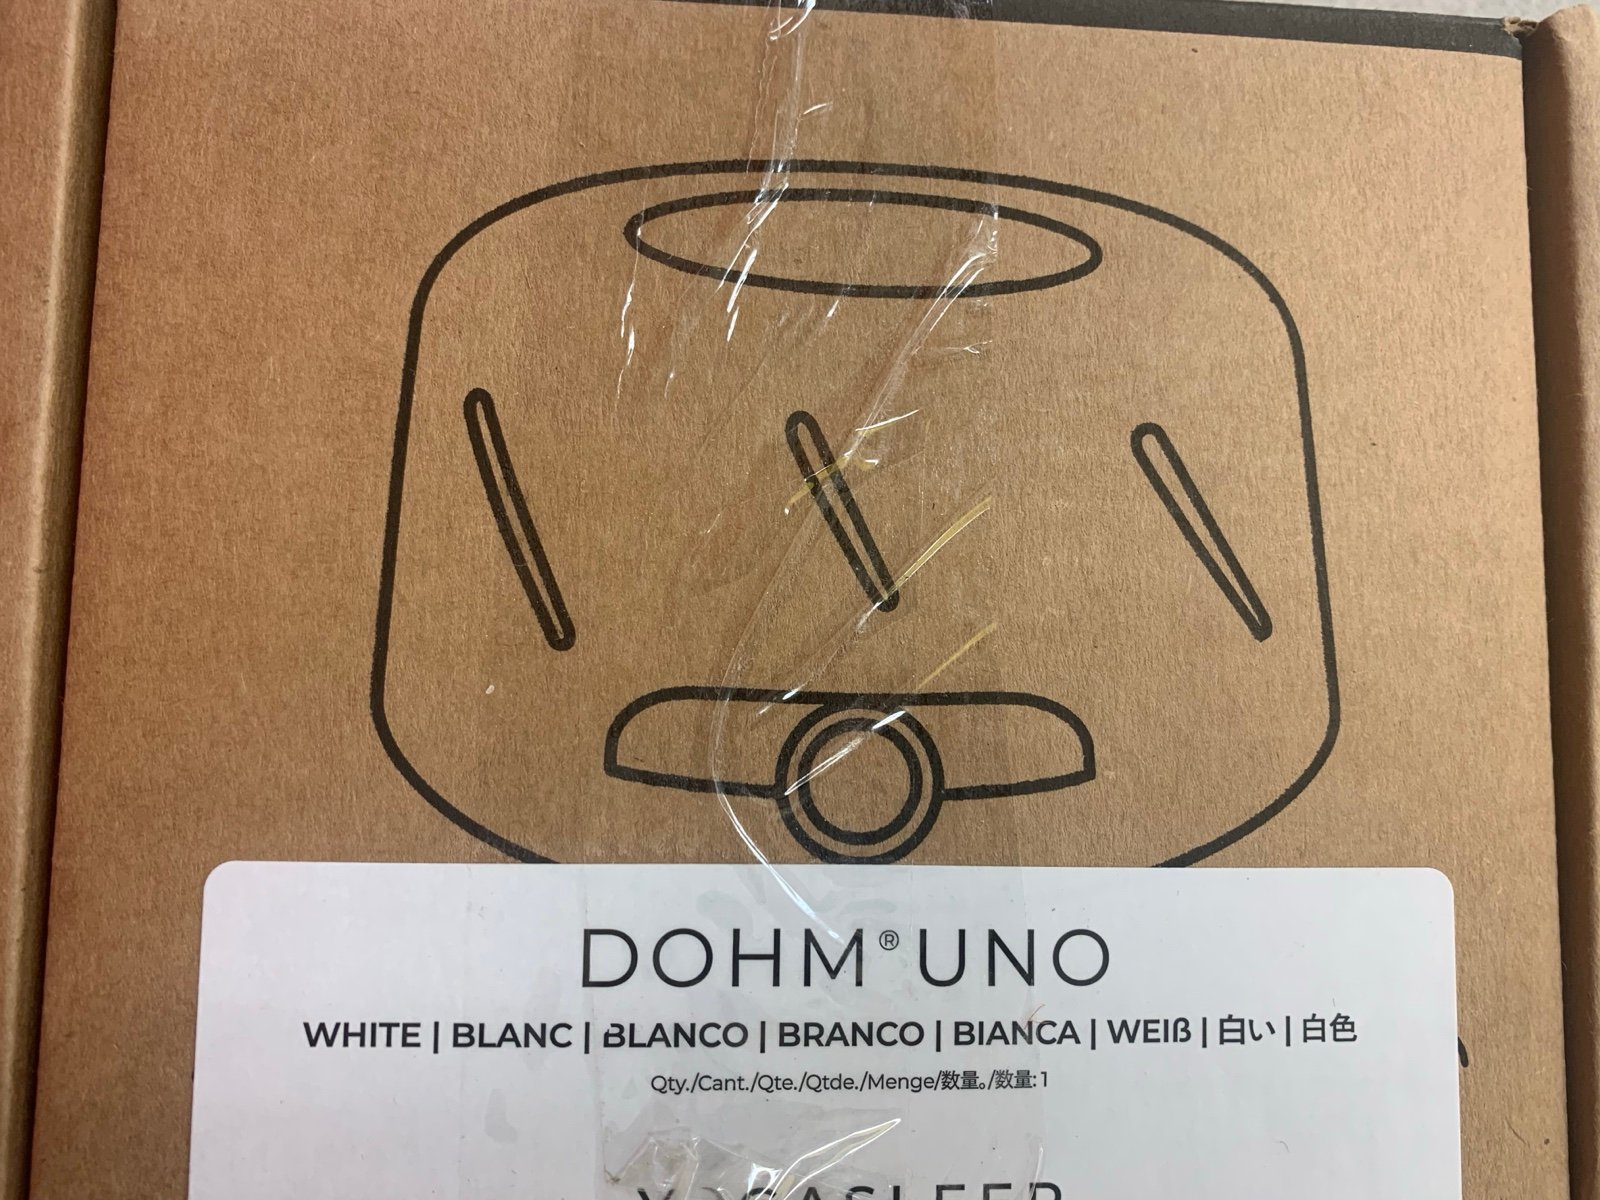 DOHM® UNO
WHITE | BLANC | BLANCO | BRANCO | BIANCA | WEIß | 白い | 白色
Qty./Cant./Qte./Qtde./Menge/数量。/数量: 1
YOGASLEEP